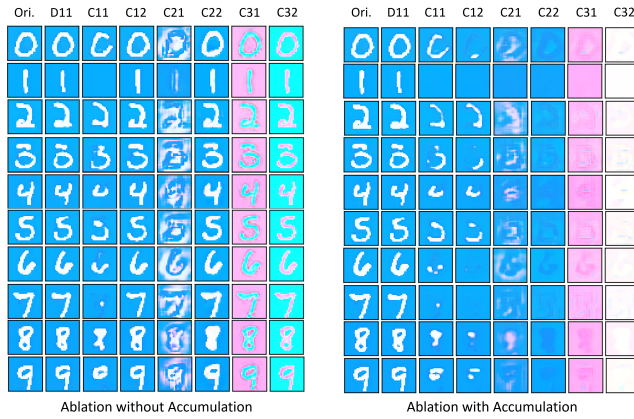 Ori. D11 C11 C12 C21 C22 C31 C32 Ori. D11 C11 C12 C21 C22 C31 C32
Ablation without Accumulation Ablation with Accumulation